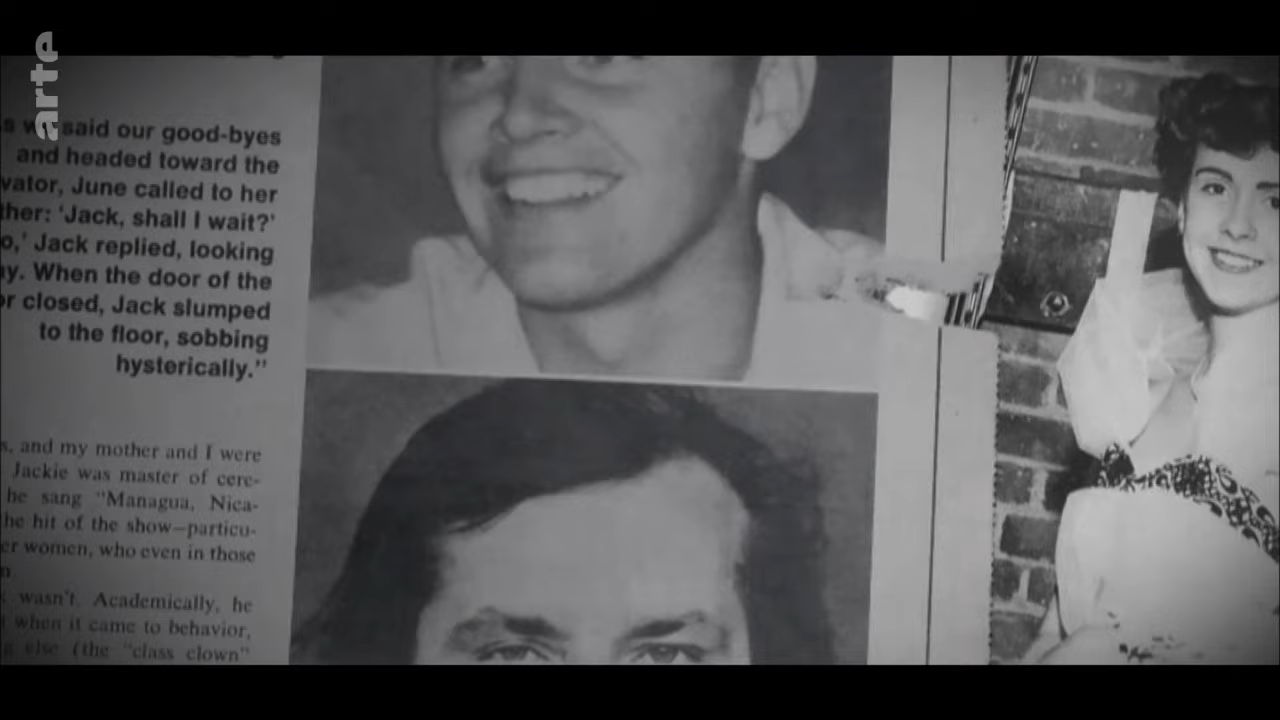 arte
said our good-byes
and headed toward the
vator, June called to her
ther: 'Jack, shall I wait?'
o,' Jack replied, looking
y. When the door of the
or closed, Jack slumped
to the floor, sobbing
hysterically."
s, and my mother and I were
Jackie was master of cere-
he sang "Managua, Nica-
he hit of the show—particu-
er women, who even in those
n.
wasn't. Academically, he
when it came to behavior,
else (the "class clown"